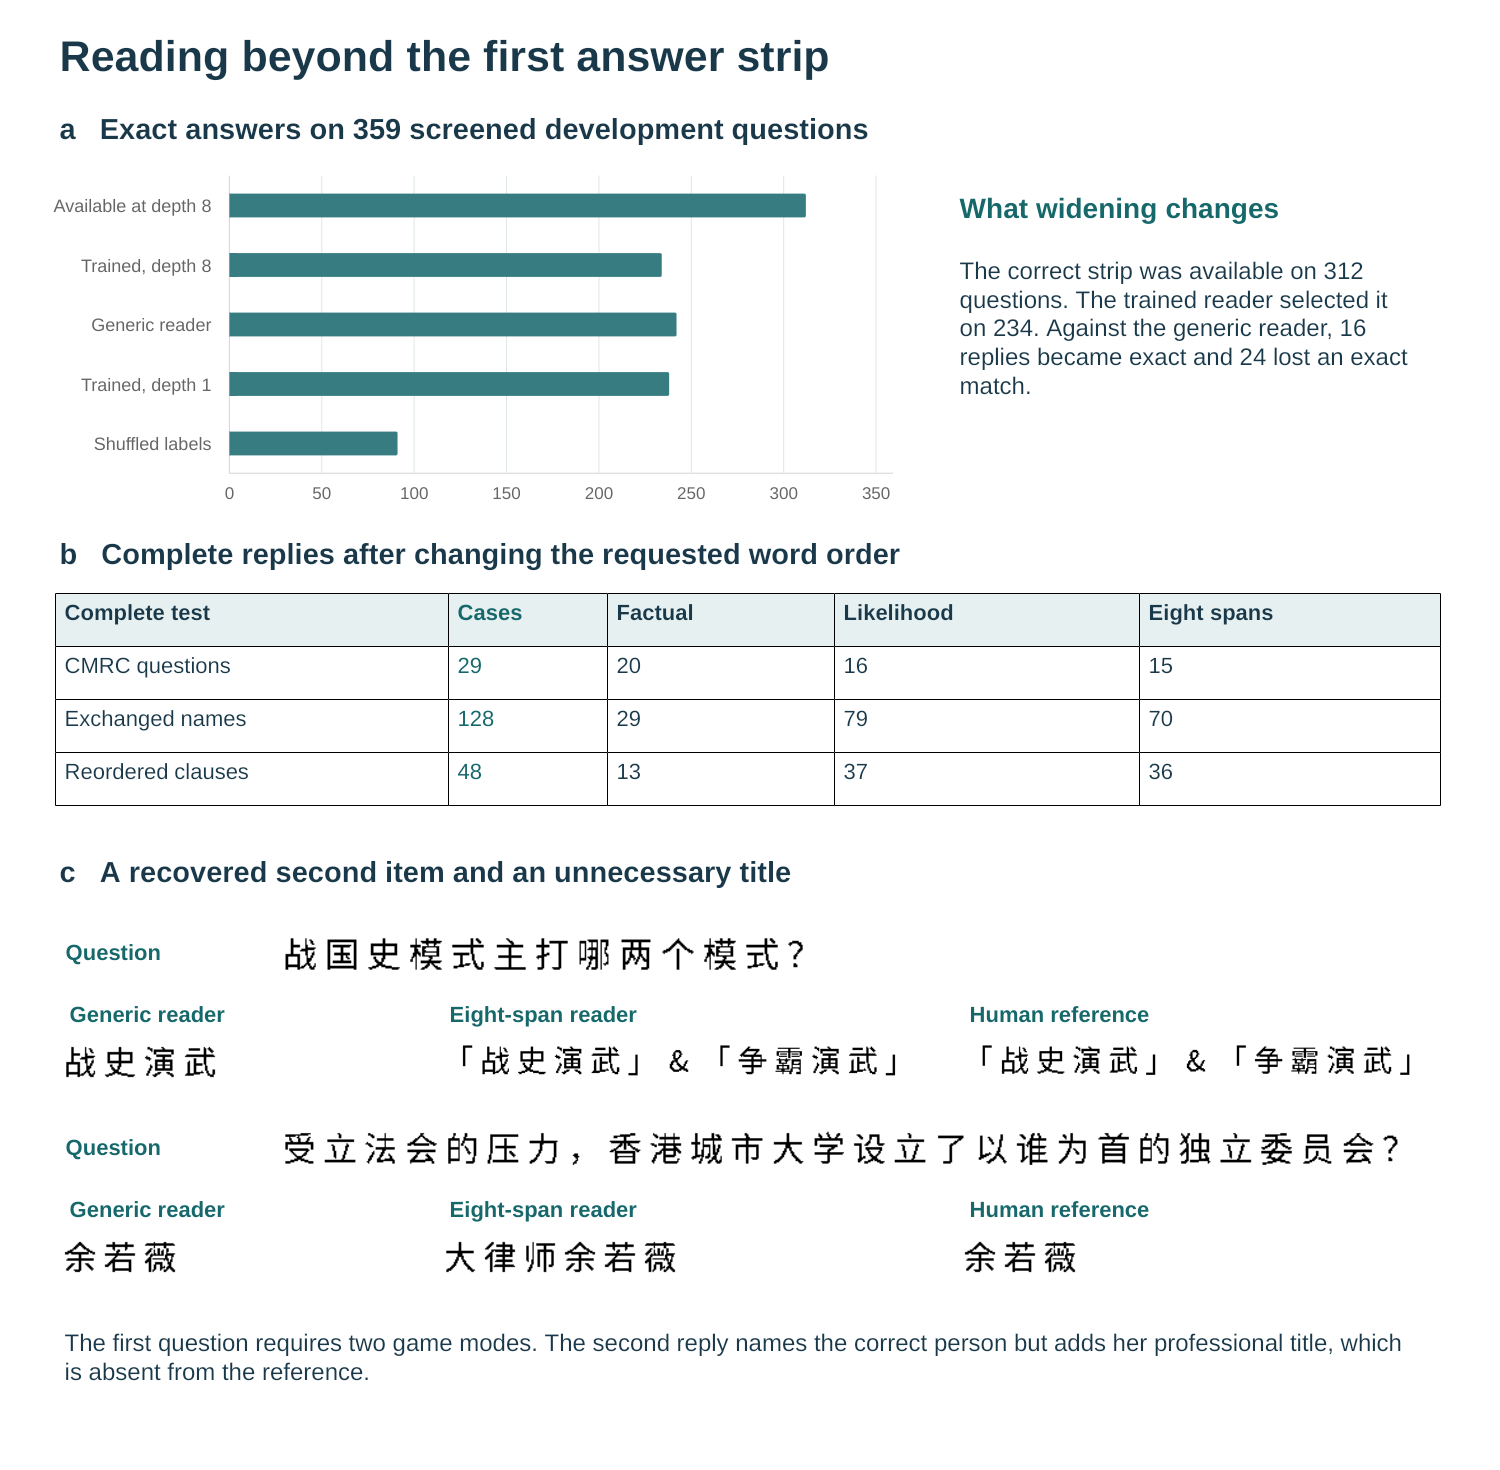 Reading beyond the first answer strip
a Exact answers on 359 screened development questions
Available at depth 8
Trained, depth 8
Generic reader
Trained, depth 1
Shuffled labels
0 50 100 150 200 250 300 350
What widening changes
The correct strip was available on 312
questions. The trained reader selected it
on 234. Against the generic reader, 16
replies became exact and 24 lost an exact
match.
b Complete replies after changing the requested word order
Complete test Cases Factual Likelihood Eight spans
CMRC questions 29 20 16 15
Exchanged names 128 29 79 70
Reordered clauses 48 13 37 36
c A recovered second item and an unnecessary title
Question 战国史模式主打哪两个模式?
Generic reader Eight-span reader Human reference
战史演武 「战史演武」&「争霸演武」 「战史演武」&「争霸演武」
Question 受立法会的压力，香港城市大学设立了以谁为首的独立委员会?
Generic reader Eight-span reader Human reference
余若薇 大律师余若薇 余若薇
The first question requires two game modes. The second reply names the correct person but adds her professional title, which
is absent from the reference.